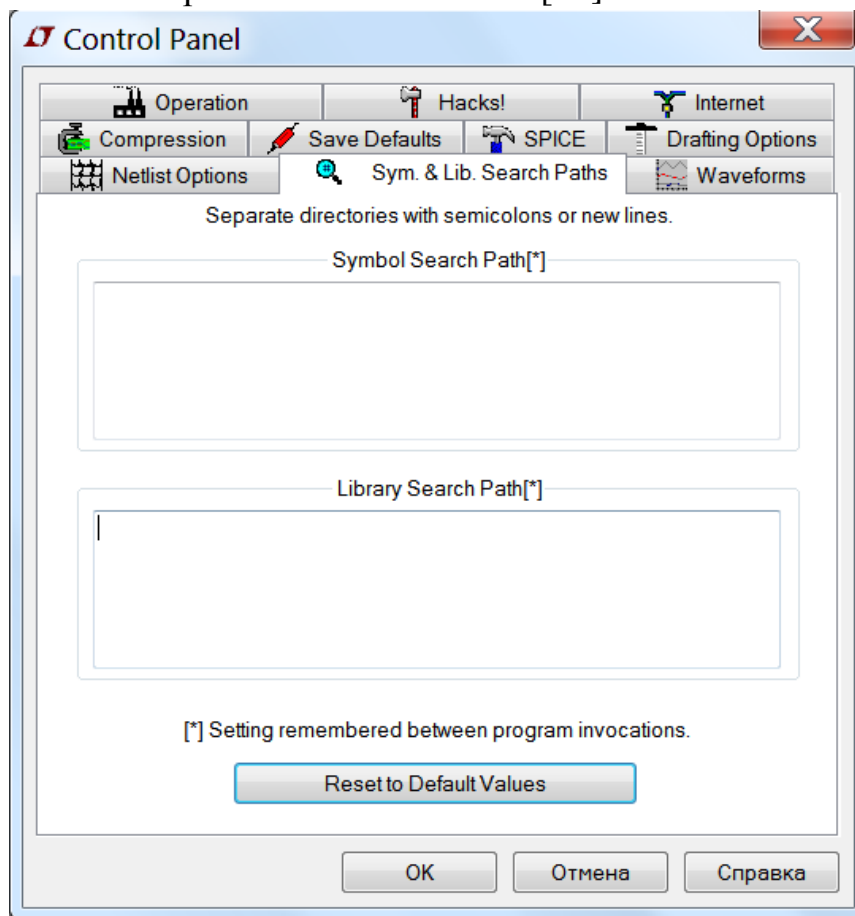 Control Panel
Operation Hacks! Internet
Compression Save Defaults SPICE Drafting Options
Netlist Options Sym. & Lib. Search Paths Waveforms
Separate directories with semicolons or new lines.
Symbol Search Path[*]
Library Search Path[*]
[*] Setting remembered between program invocations.
Reset to Default Values
OK Отмена Справка